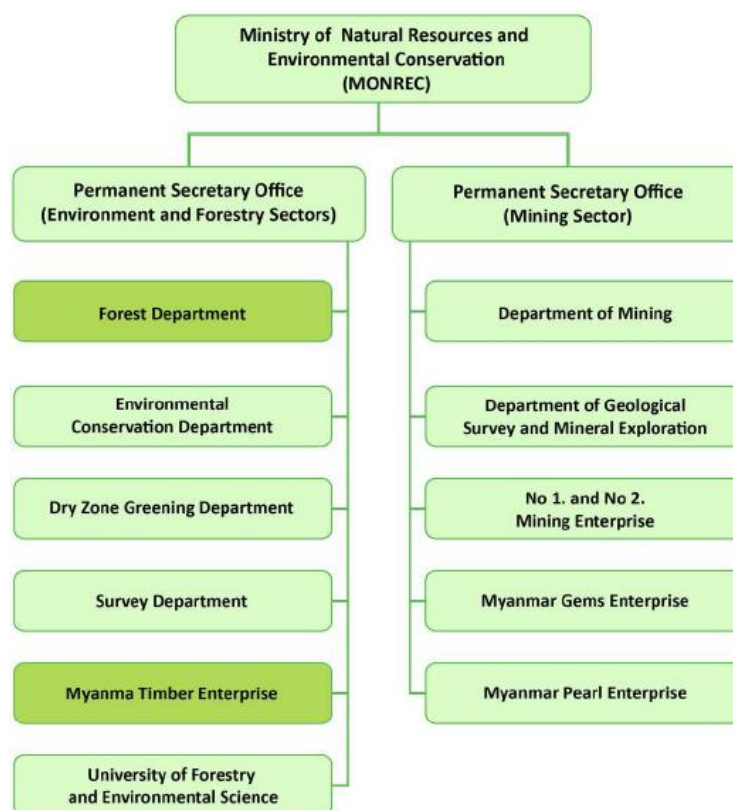 Ministry of Natural Resources and
Environmental Conservation
(MONREC)
Permanent Secretary Office
(Environment and Forestry Sectors)
Forest Department
Environmental
Conservation Department
Dry Zone Greening Department
Survey Department
Myanma Timber Enterprise
University of Forestry
and Environmental Science
Permanent Secretary Office
(Mining Sector)
Department of Mining
Department of Geological
Survey and Mineral Exploration
No 1. and No 2.
Mining Enterprise
Myanmar Gems Enterprise
Myanmar Pearl Enterprise